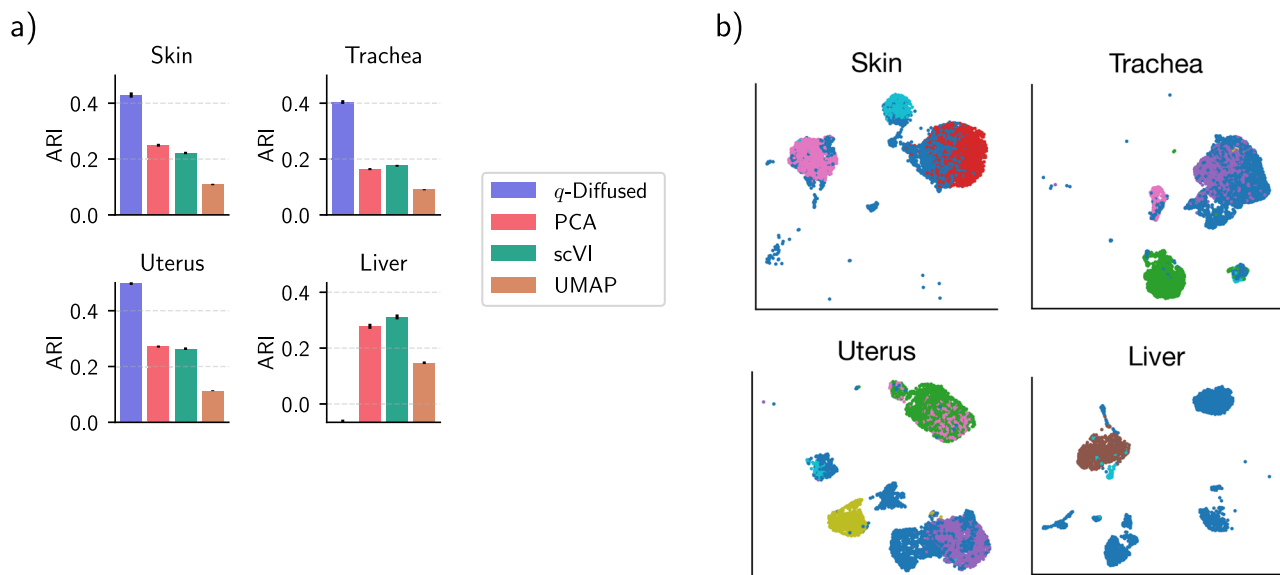 a)
Skin
Trachea
ARI
0.4
0.2
0.0
ARI
0.4
0.2
0.0
Uterus
Liver
ARI
0.4
0.2
0.0
ARI
0.4
0.2
0.0
q-Diffused
PCA
scVI
UMAP
b)
Skin
Trachea
Uterus
Liver